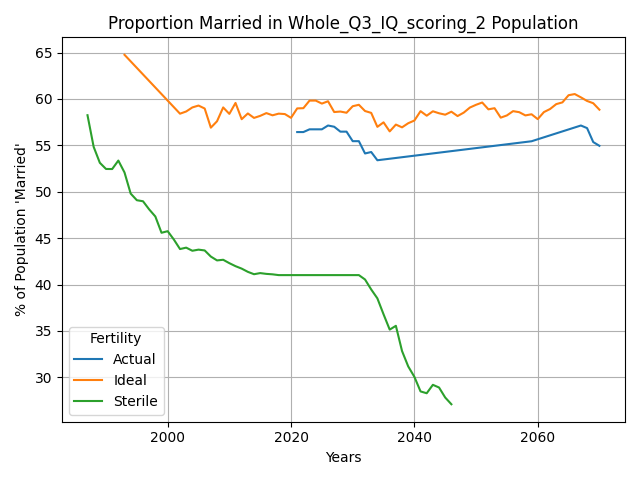 Proportion Married in Whole_Q3_IQ_scoring_2 Population
% of Population 'Married'
65
60
55
50
45
40
35
30
Fertility
Actual
Ideal
Sterile
2000 2020 2040 2060
Years